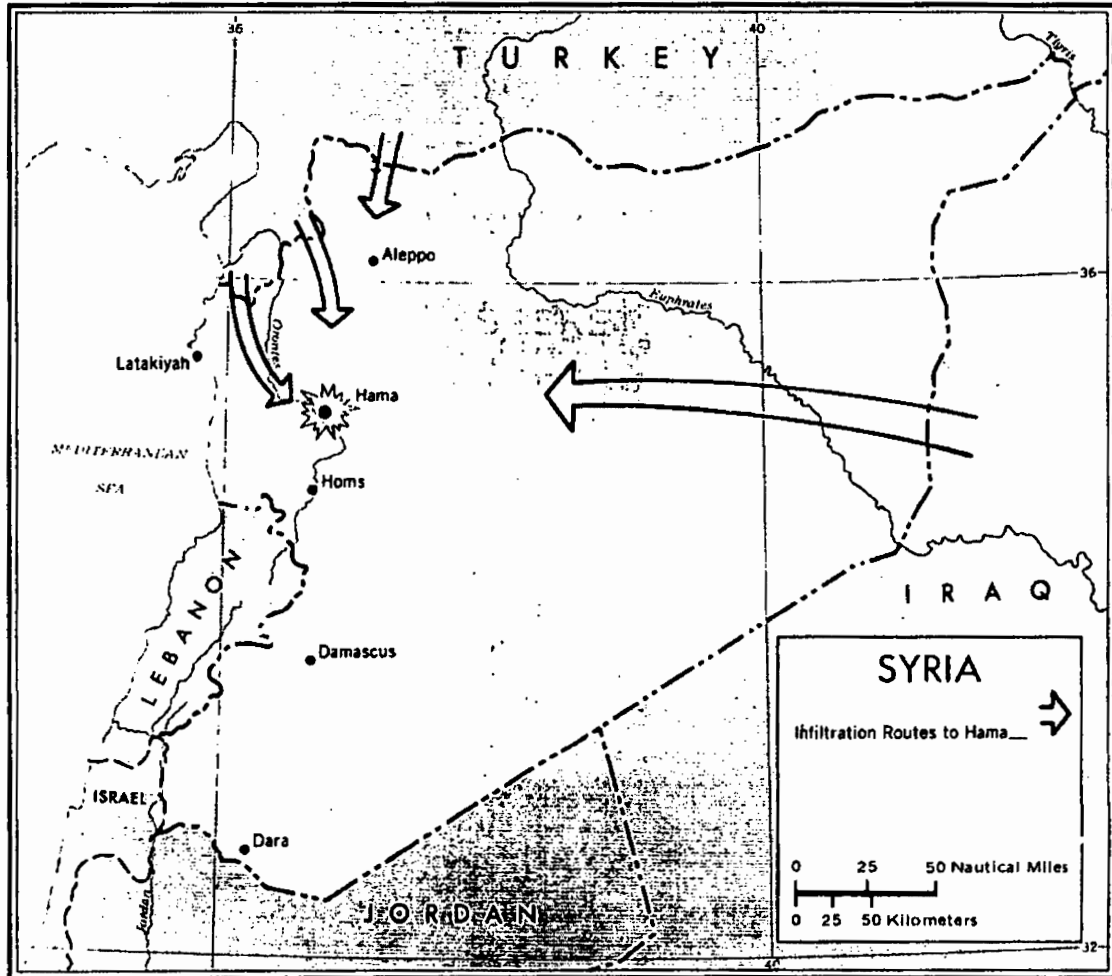 36
40
TURKEY
Tigris
Aleppo
36
Euphrates
Orontes
Latakiyah
Hama
MEDITERRANEAN
SEA
Homs
LEBANON
IRAQ
Damascus
SYRIA
Infiltration Routes to Hama
ISRAEL
Dara
0 25 50 Nautical Miles
0 25 50 Kilometers
Jordan
JORDAN
32
40